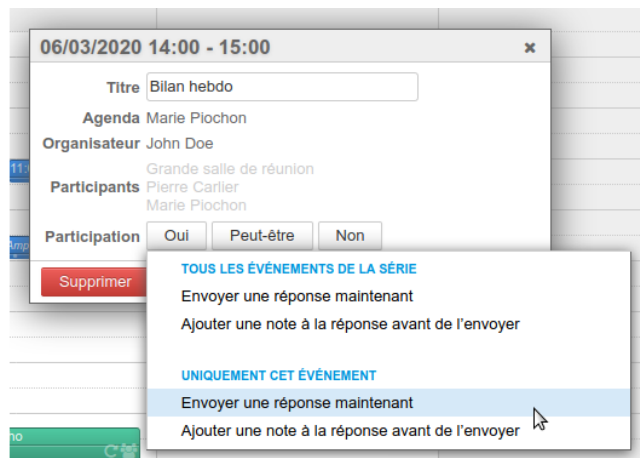 06/03/2020 14:00 - 15:00
Titre Bilan hebdo
Agenda Marie Piochon
Organisateur John Doe
Grande salle de réunion
Participants Pierre Carlier
Marie Piochon
Participation Oui Peut-être Non
Supprimer
TOUS LES ÉVÉNEMENTS DE LA SÉRIE
Envoyer une réponse maintenant
Ajouter une note à la réponse avant de l'envoyer
UNIQUEMENT CET ÉVÉNEMENT
Envoyer une réponse maintenant
Ajouter une note à la réponse avant de l'envoyer